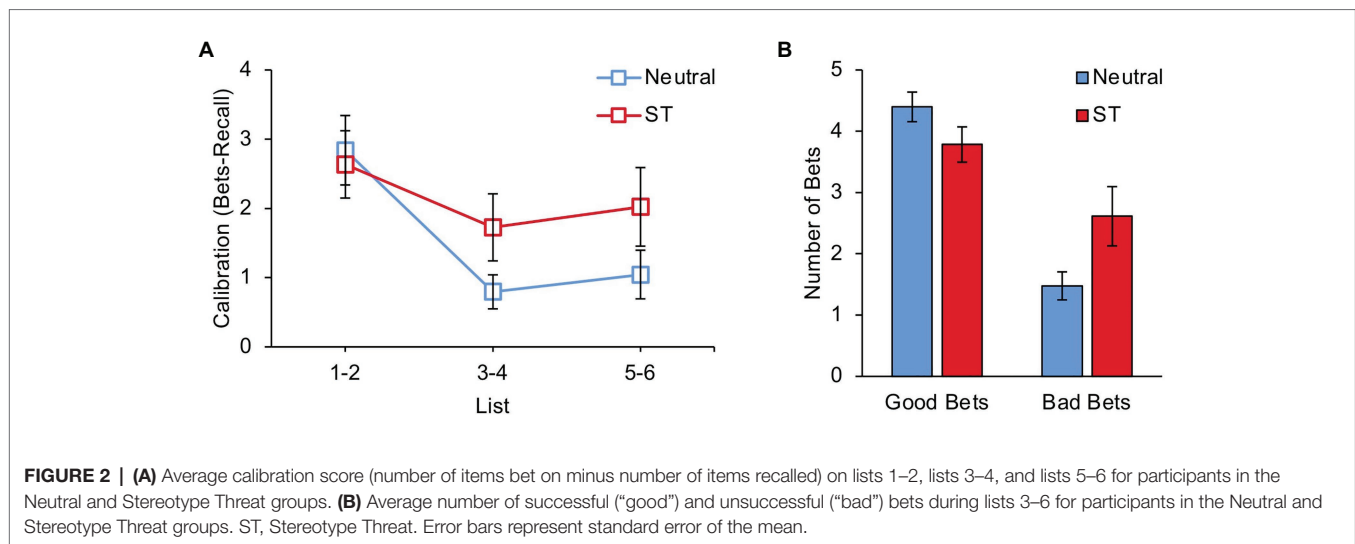 A
Calibration (Bets-Recall)
4
3
2
1
0
Neutral
ST
1-2
3-4
5-6
List
B
Number of Bets
5
4
3
2
1
0
Neutral
ST
Good Bets
Bad Bets
FIGURE 2 | (A) Average calibration score (number of items bet on minus number of items recalled) on lists 1–2, lists 3–4, and lists 5–6 for participants in the
Neutral and Stereotype Threat groups. (B) Average number of successful (“good”) and unsuccessful (“bad”) bets during lists 3–6 for participants in the Neutral and
Stereotype Threat groups. ST, Stereotype Threat. Error bars represent standard error of the mean.